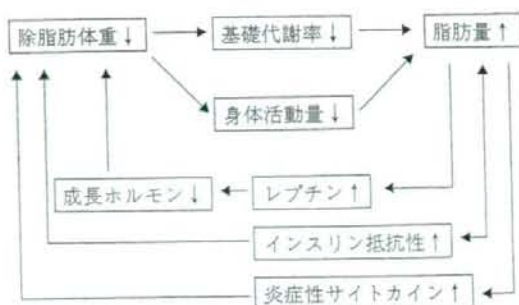 除脂肪体重↓
基礎代謝率↓
脂肪量↑
身体活動量↓
成長ホルモン↓
レプチン↑
インスリン抵抗性↑
炎症性サイトカイン↑